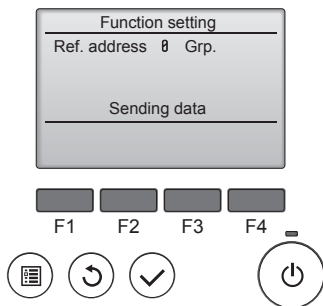 Function setting
Ref. address 0 Grp.
Sending data
F1 F2 F3 F4